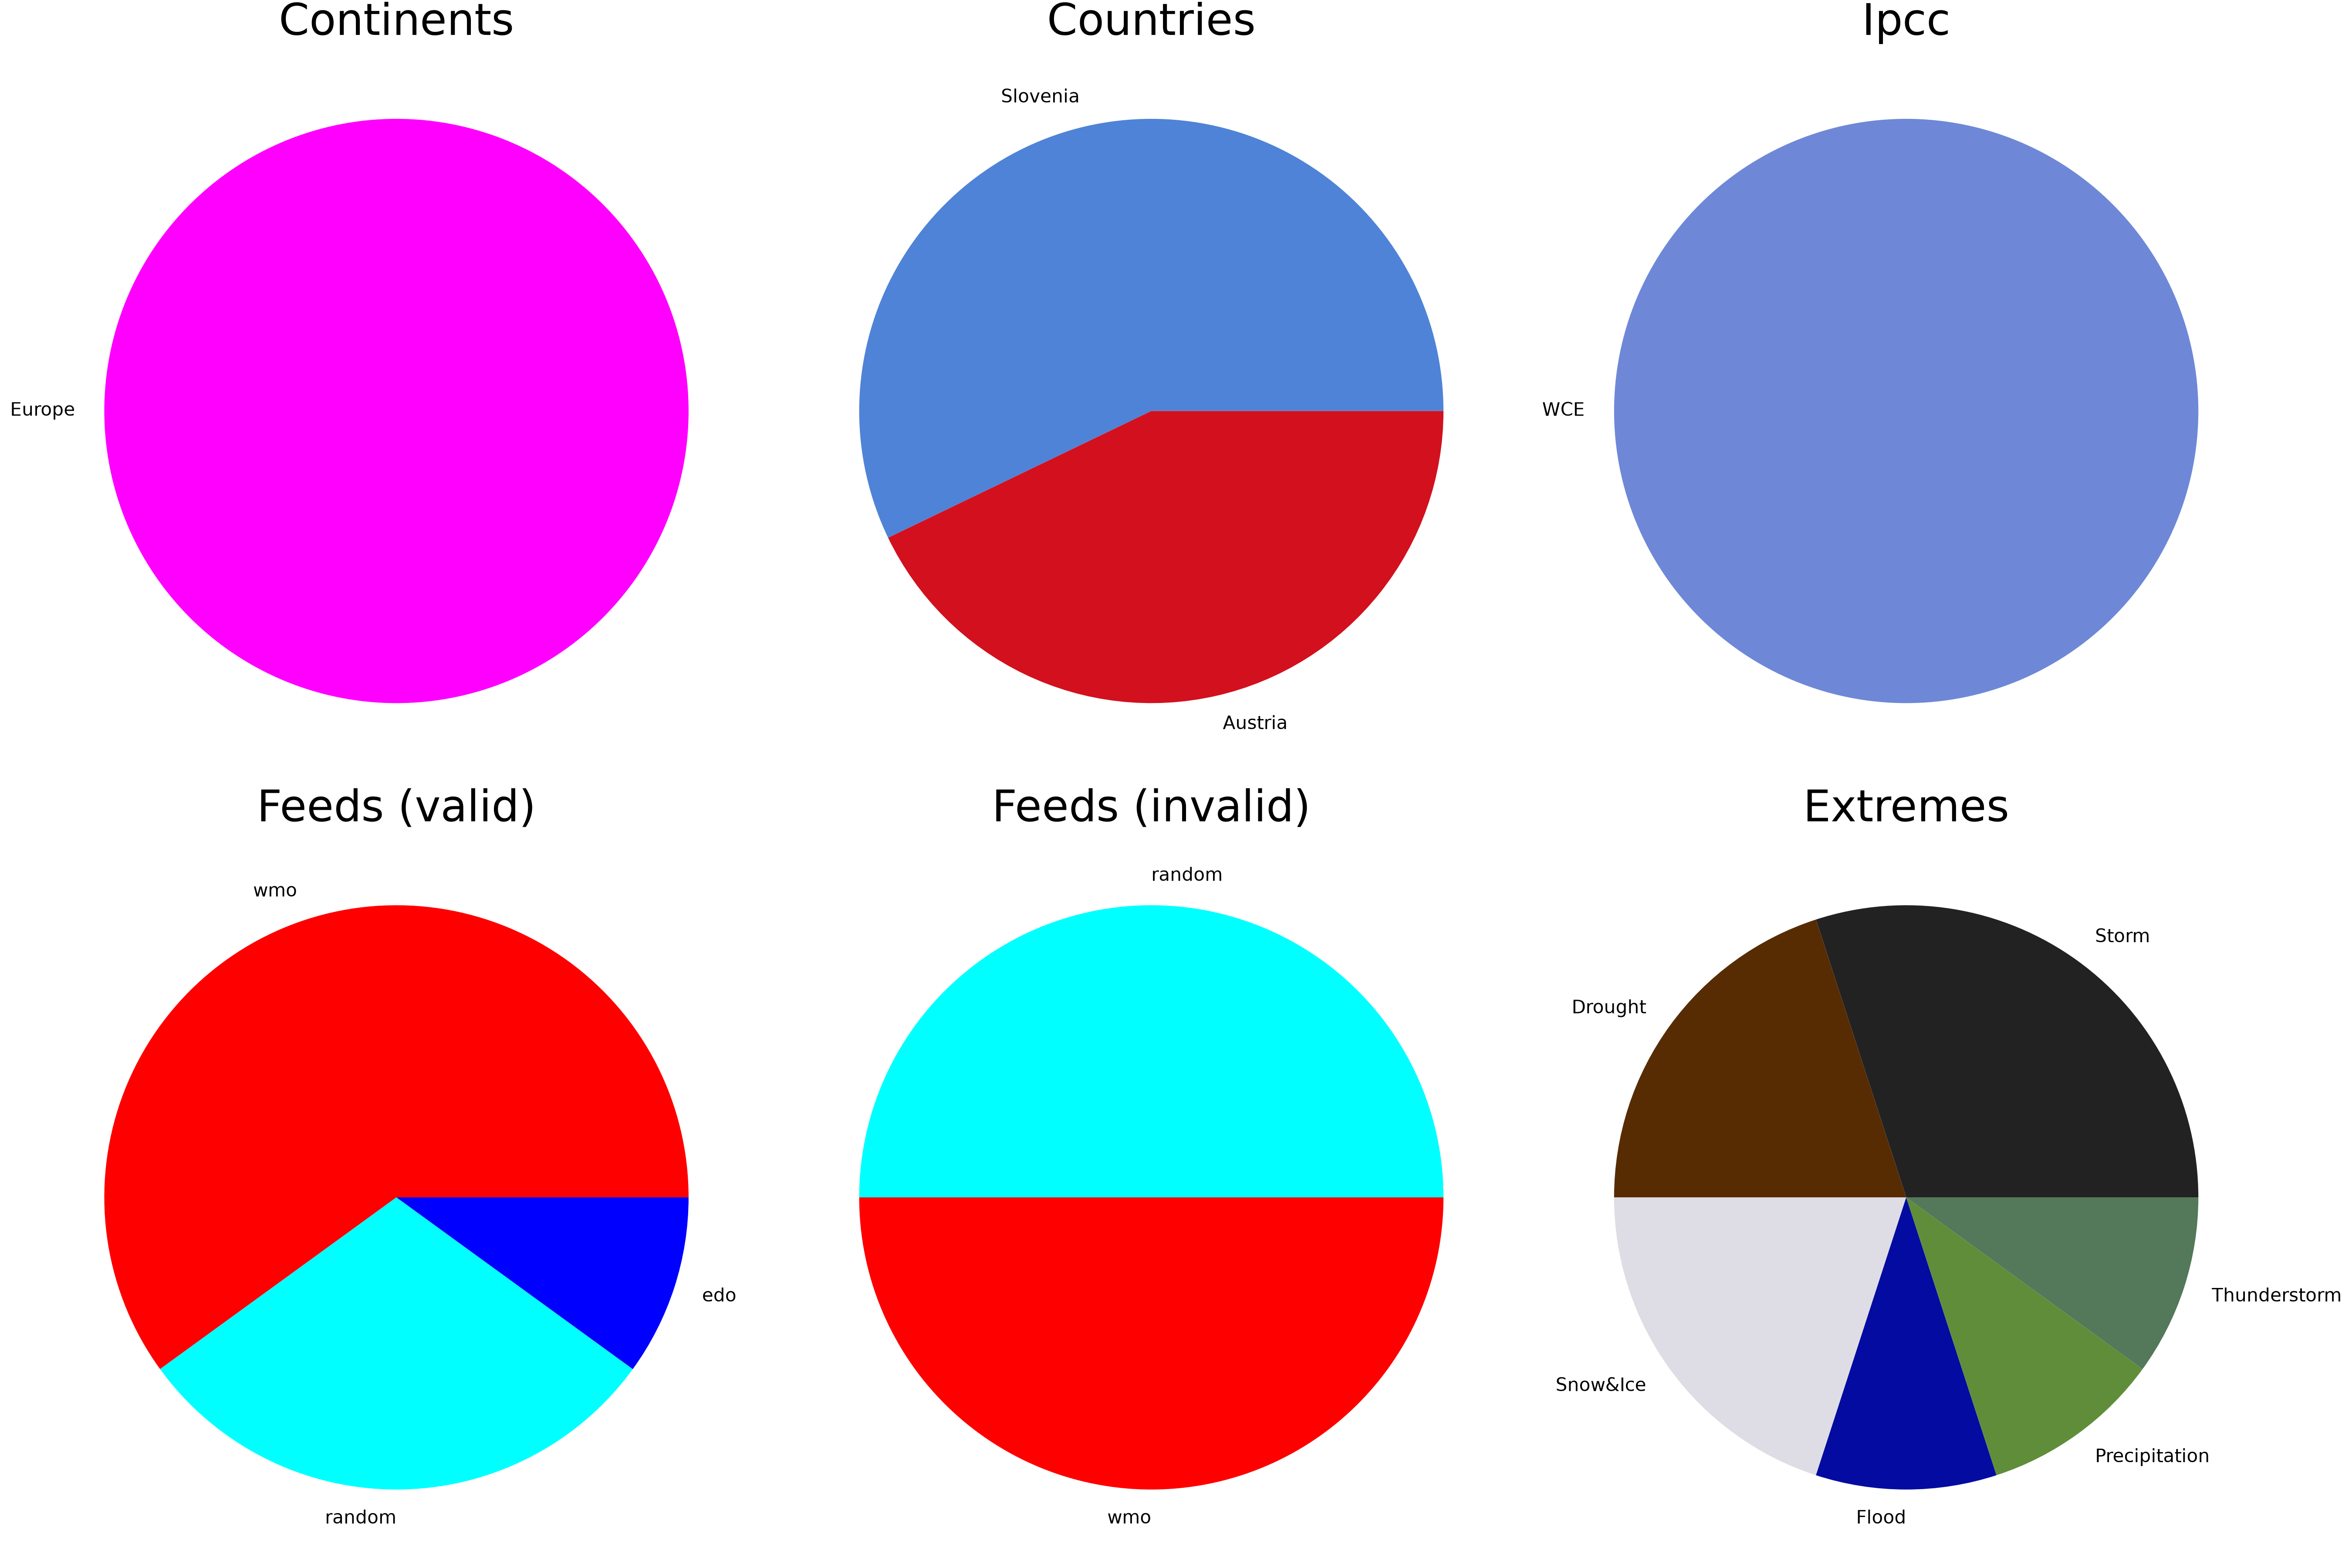 Continents
Europe
Countries
Slovenia
Austria
Ipcc
WCE
Feeds (valid)
wmo
edo
random
Feeds (invalid)
random
wmo
Extremes
Storm
Drought
Thunderstorm
Snow&Ice
Precipitation
Flood